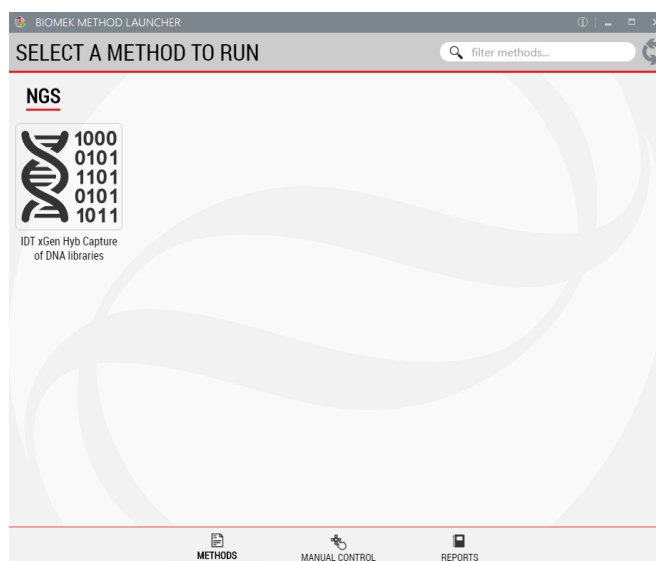 BIOMEK METHOD LAUNCHER
SELECT A METHOD TO RUN
filter methods...
NGS
1000
0101
1101
0101
1011
IDT xGen Hyb Capture
of DNA libraries
METHODS
MANUAL CONTROL
REPORTS